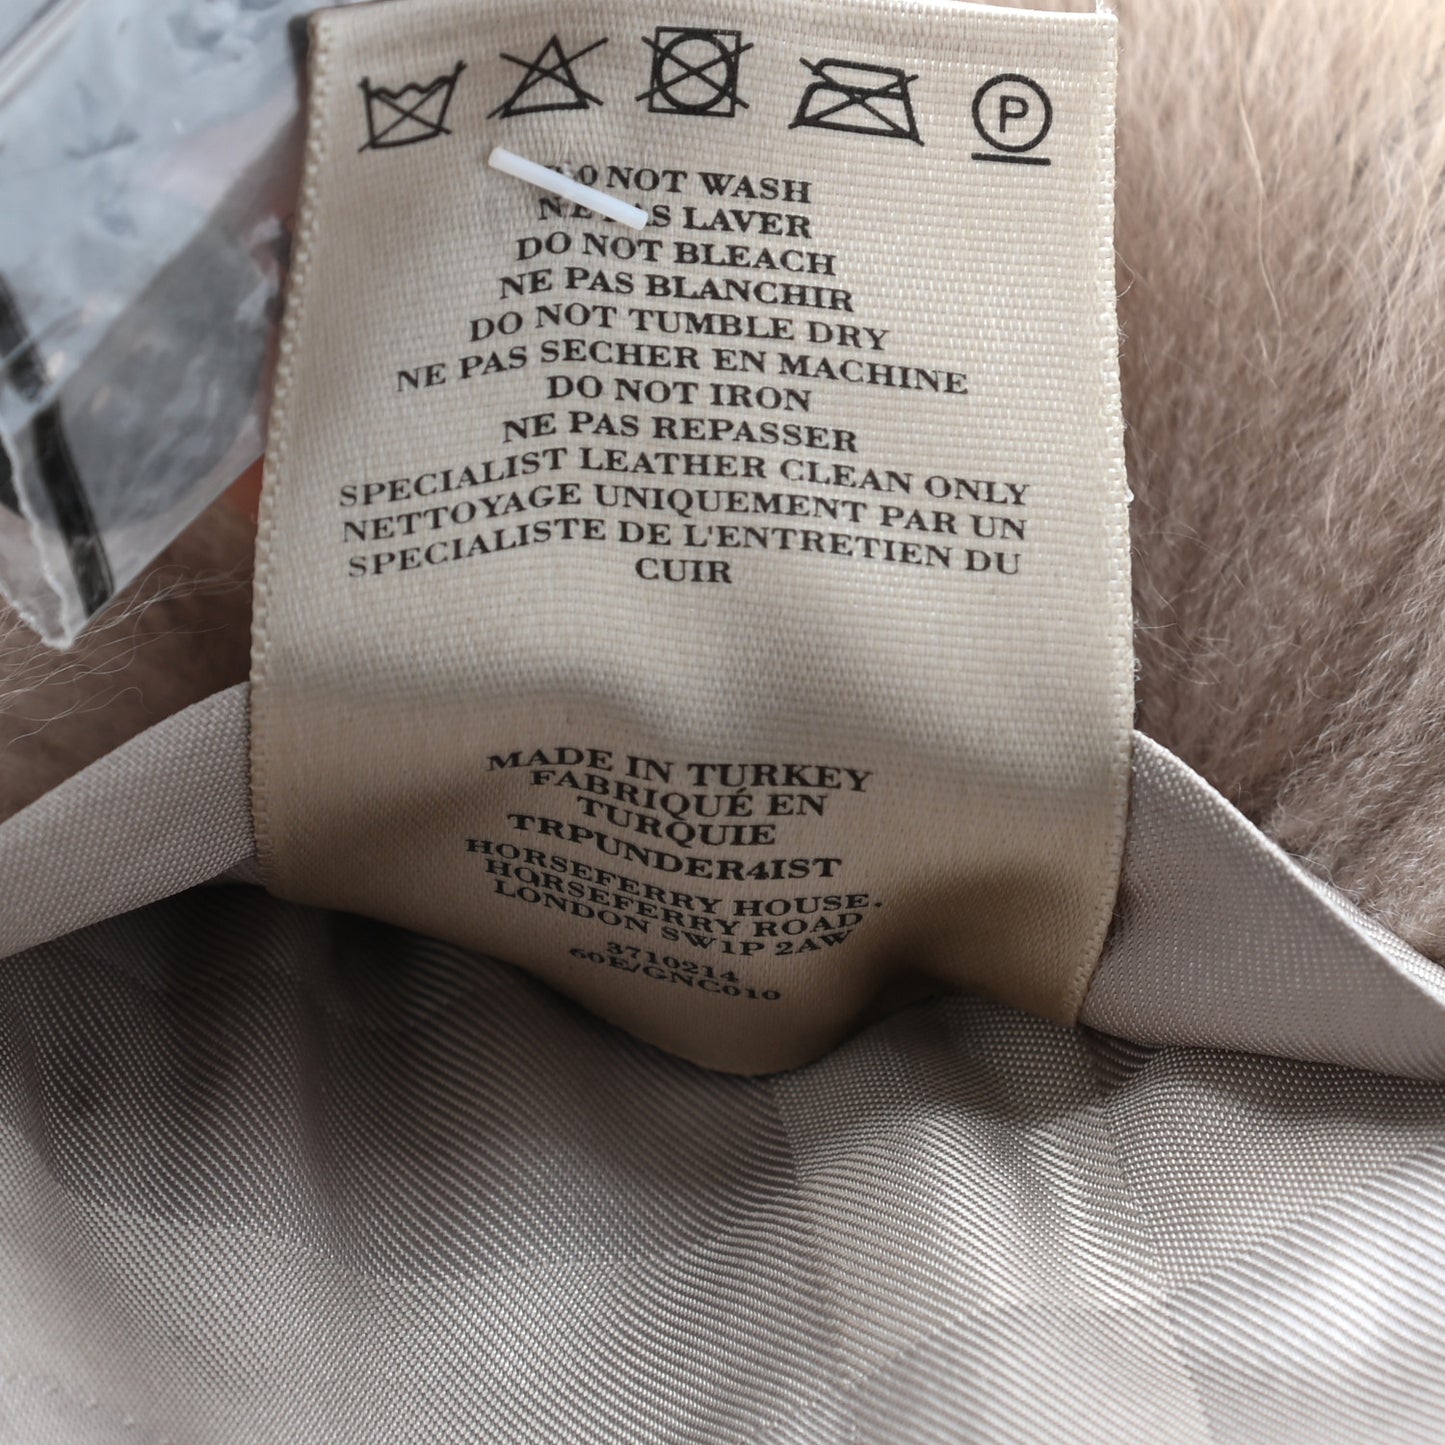 P
DO NOT WASH
NE PAS LAVER
DO NOT BLEACH
NE PAS BLANCHIR
DO NOT TUMBLE DRY
NE PAS SECHER EN MACHINE
DO NOT IRON
NE PAS REPASSER
SPECIALIST LEATHER CLEAN ONLY
NETTOYAGE UNIQUEMENT PAR UN
SPECIALISTE DE L'ENTRETIEN DU
CUIR
MADE IN TURKEY
FABRIQUÉ EN
TURQUIE
TRPUNDER4IST
HORSEFERRY HOUSE.
HORSEFERRY ROAD
LONDON SW1P 2AW
3710214
60E/GNC010